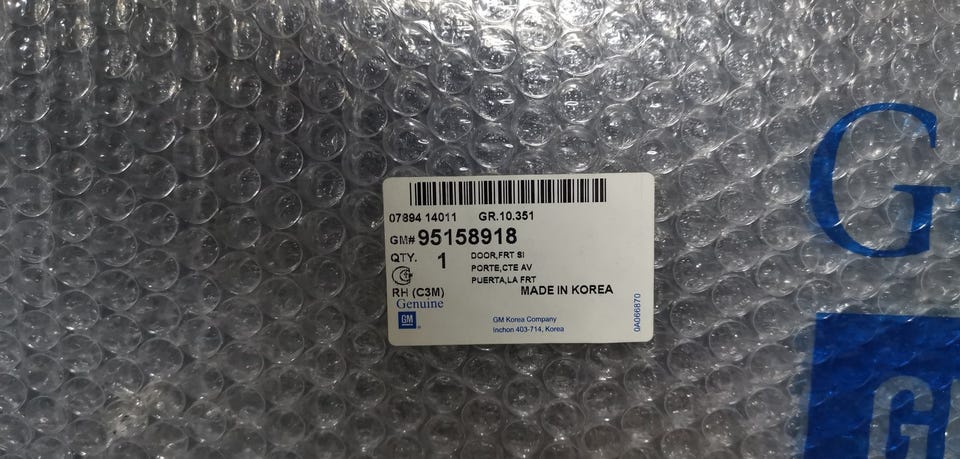 07894 14011 GR.10.351
GM# 95158918
QTY. 1
DOOR,FRT SI
PORTE,CTE AV
PUERTA,LA FRT
RH (C3M)
MADE IN KOREA
Genuine
GM
GM Korea Company
Inchon 403-714, Korea
0A066870
G
G